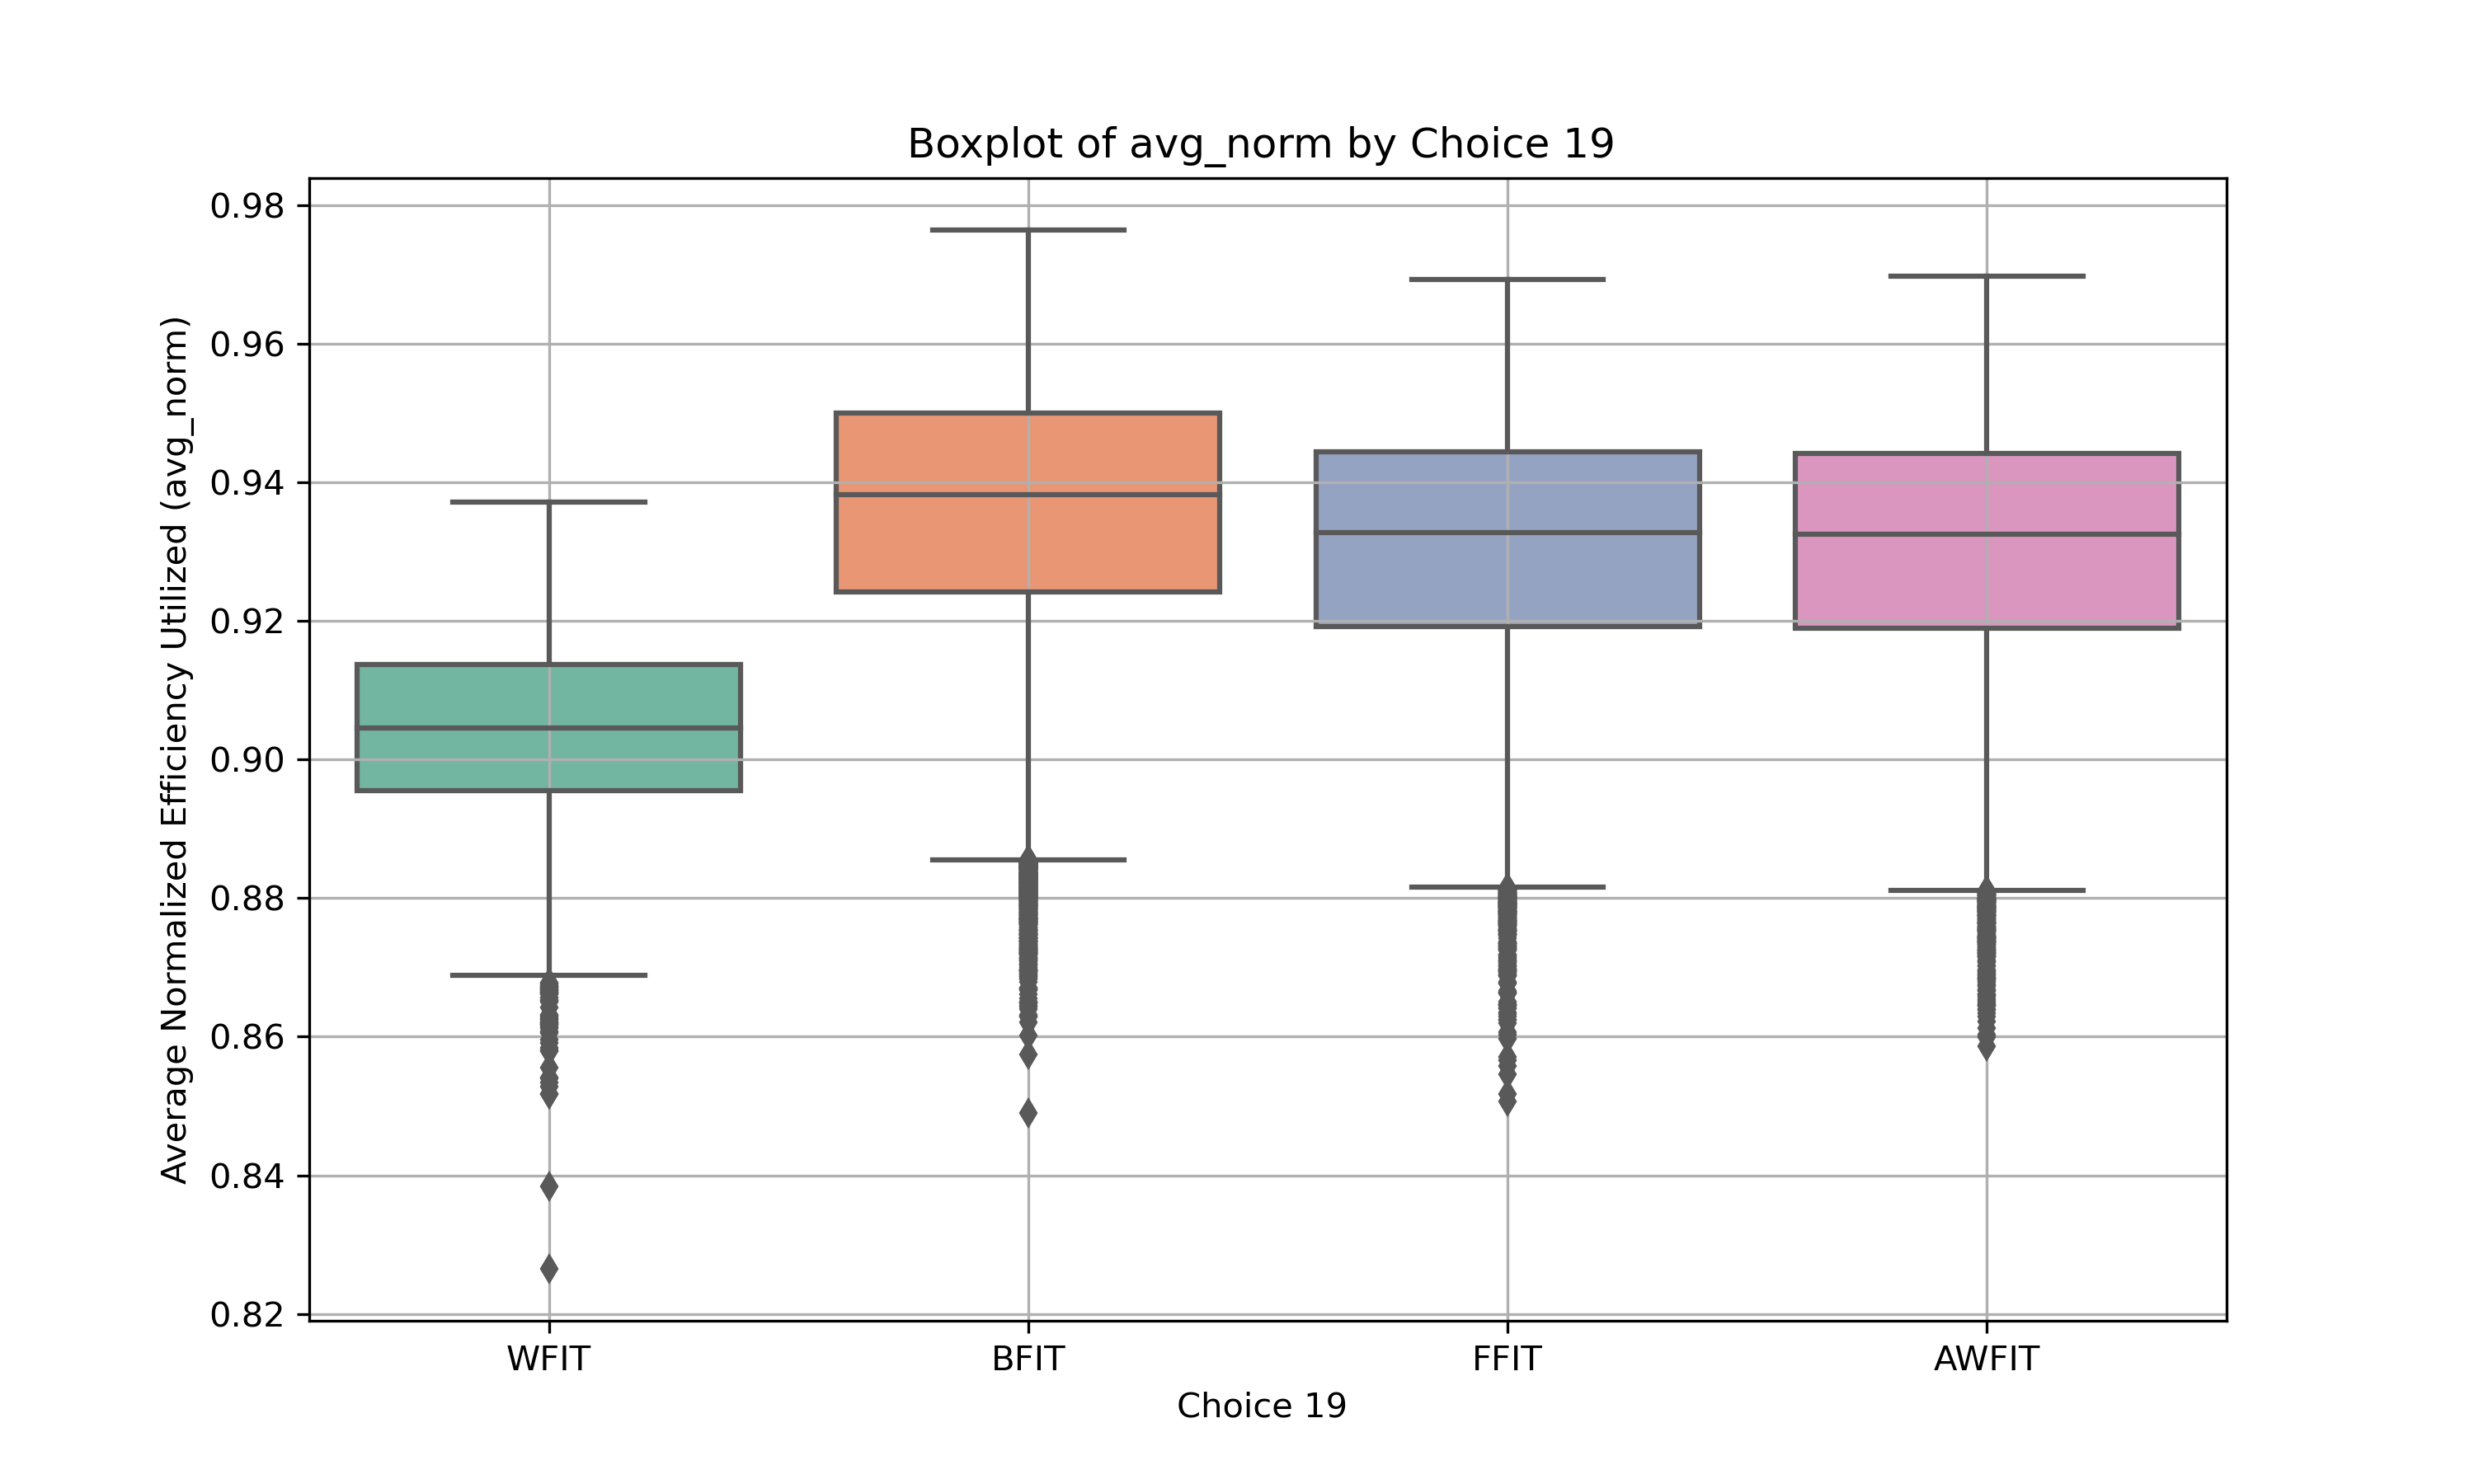 Boxplot of avg_norm by Choice 19
Average Normalized Efficiency Utilized (avg_norm)
0.98
0.96
0.94
0.92
0.90
0.88
0.86
0.84
0.82
WFIT BFIT FFIT AWFIT
Choice 19